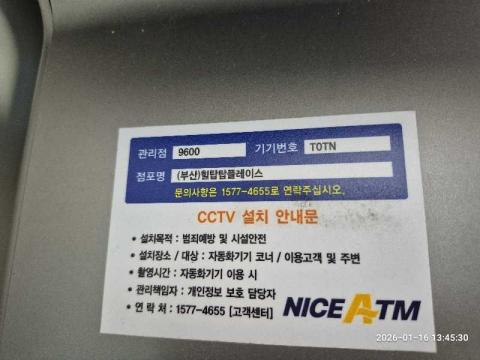 관리점 9600 기기번호 T0TN
점포명 (부산)힐탑탑플레이스
문의사항은 1577-4655로 연락주십시오.
CCTV 설치 안내문
• 설치목적 : 범죄예방 및 시설안전
• 설치장소 / 대상 : 자동화기기 코너 / 이용고객 및 주변
• 촬영시간 : 자동화기기 이용 시
• 관리책임자 : 개인정보 보호 담당자
• 연 락 처 : 1577-4655 [고객센터]
NICE ATM
2026-01-16 13:45:30